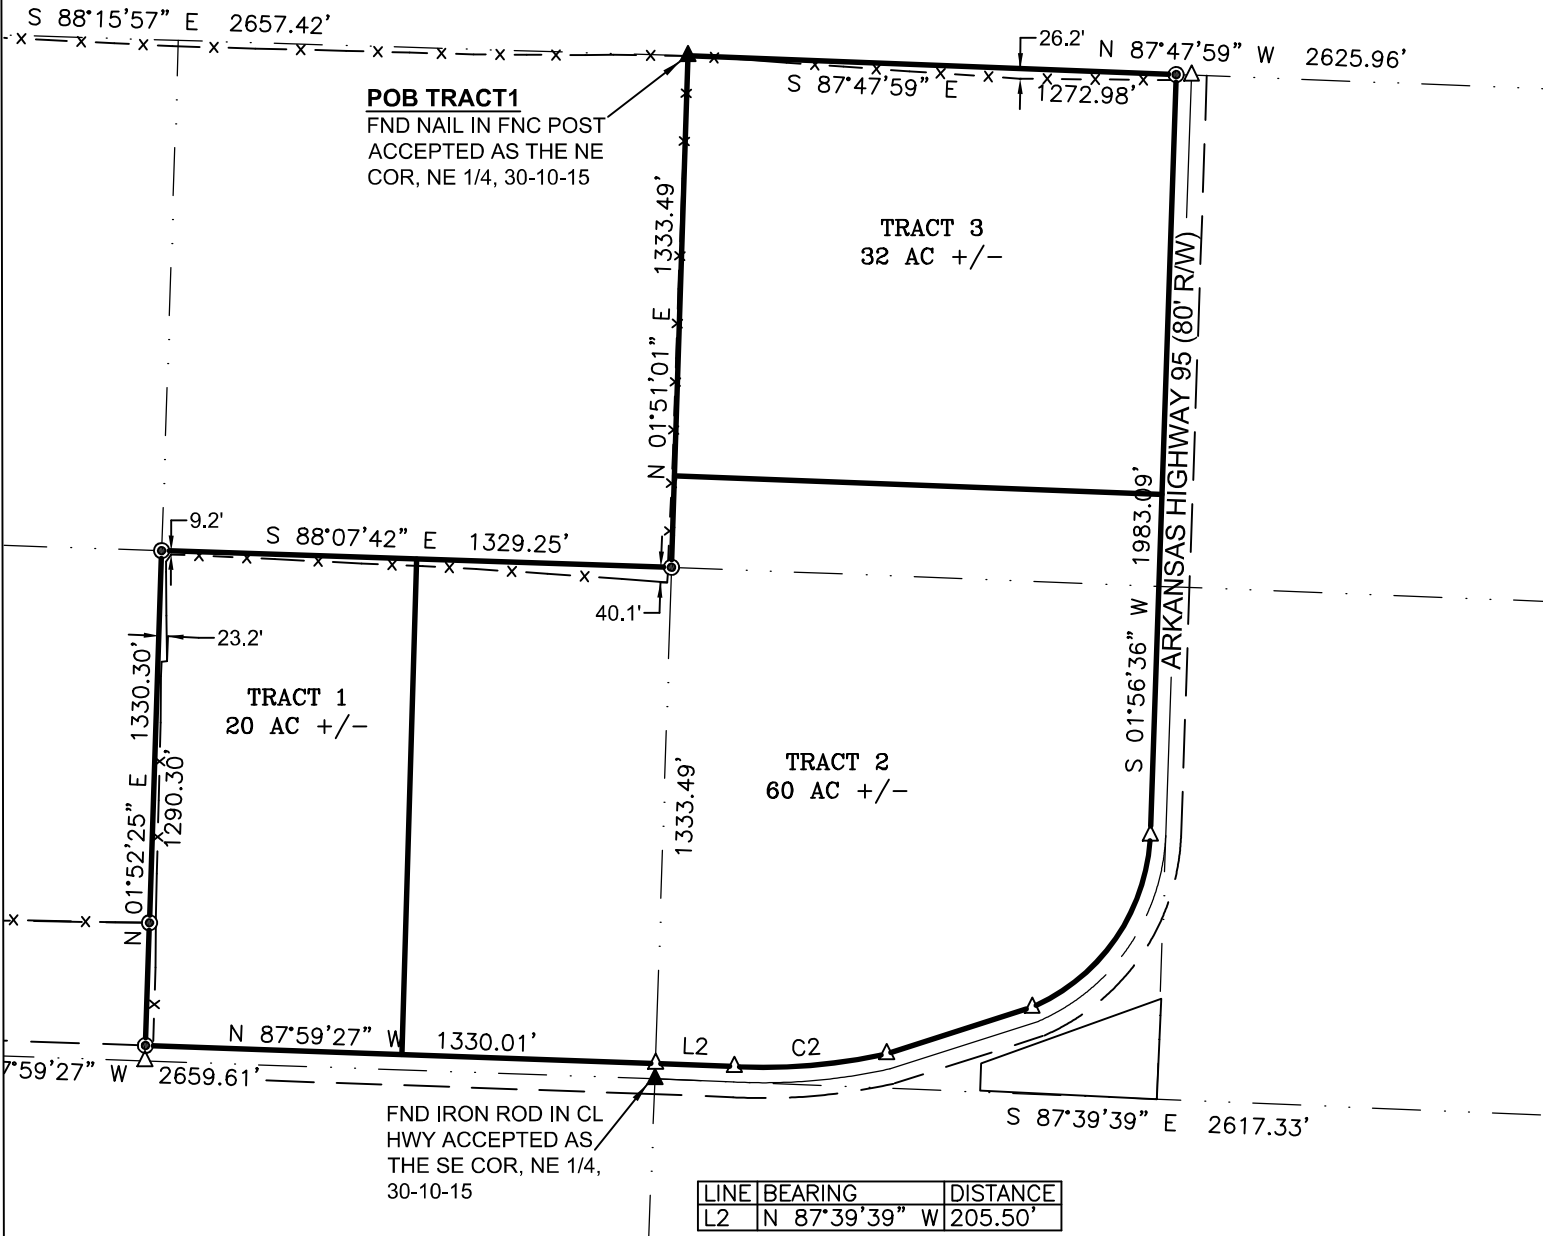 S 88°15'57" E 2657.42'
26.2'
N 87°47'59" W 2625.96'
S 87°47'59" E 1272.98'
POB TRACT1
FND NAIL IN FNC POST
ACCEPTED AS THE NE
COR, NE 1/4, 30-10-15
N 01°51'01" E 1333.49'
TRACT 3
32 AC +/-
ARKANSAS HIGHWAY 95 (80' R/W)
S 01°56'36" W 1983.09'
9.2'
S 88°07'42" E 1329.25'
40.1'
23.2'
N 01°52'25" E 1330.30'
1290.30'
TRACT 1
20 AC +/-
TRACT 2
60 AC +/-
1333.49'
N 87°59'27" W 1330.01'
L2
C2
7°59'27" W 2659.61'
FND IRON ROD IN CL
HWY ACCEPTED AS
THE SE COR, NE 1/4,
30-10-15
S 87°39'39" E 2617.33'
LINE BEARING DISTANCE
L2 N 87°39'39" W 205.50'